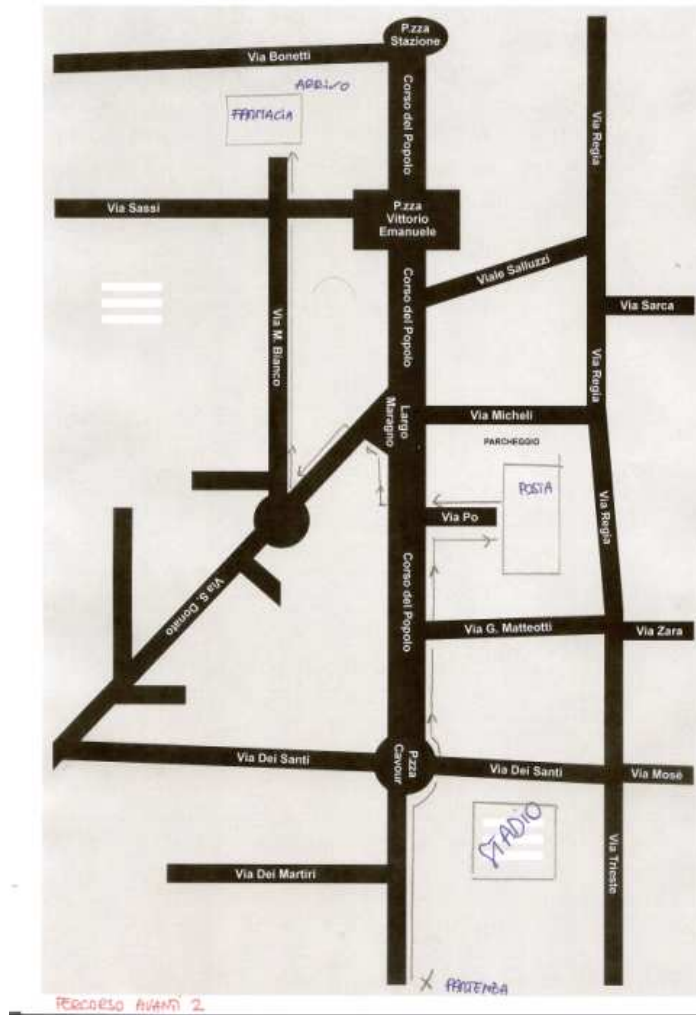 P.zza
Stazione
Via Bonetti
ARRIVO
FARMACIA
Corso del Popolo
Via Regia
Via Sassi
P.zza
Vittorio
Emanuele
Viale Salluzzi
Corso del Popolo
Via Sarca
Via M. Bianco
Via Regia
Largo
Maragno
Via Micheli
PARCHEGGIO
POSTA
Via Po
Via Regia
Corso del Popolo
Via S. Donato
Via G. Matteotti
Via Zara
Via Dei Santi
P.zza
Cavour
Via Dei Santi
Via Mosè
STADIO
Via Trieste
Via Dei Martiri
X PARTENZA
PERCORSO AVANTI 2